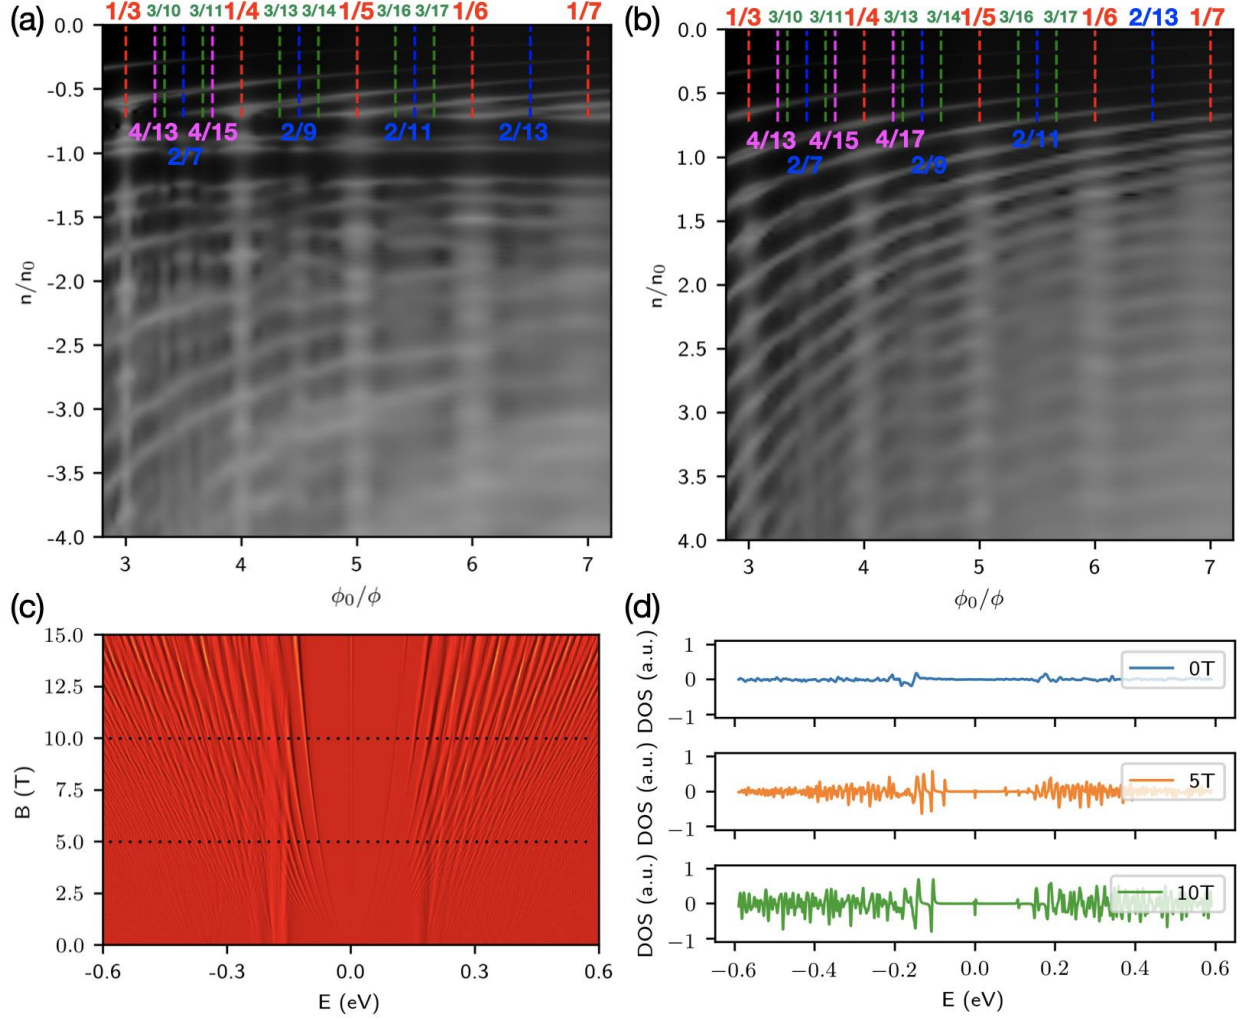 (a)
1/3 3/10 3/11 1/4 3/13 3/14 1/5 3/16 3/17 1/6 1/7
0.0
-0.5
-1.0
-1.5
-2.0
-2.5
-3.0
-3.5
-4.0
n/n₀
4/13 4/15 2/9 2/11 2/13
2/7
3 4 5 6 7
ϕ₀/ϕ
(b)
1/3 3/10 3/11 1/4 3/13 3/14 1/5 3/16 3/17 1/6 2/13 1/7
0.0
0.5
1.0
1.5
2.0
2.5
3.0
3.5
4.0
n/n₀
4/13 4/15 4/17 2/11
2/7 2/9
3 4 5 6 7
ϕ₀/ϕ
(c)
15.0
12.5
10.0
7.5
5.0
2.5
0.0
B (T)
-0.6 -0.3 0.0 0.3 0.6
E (eV)
(d)
DOS (a.u.)
1
0
−1
0T
DOS (a.u.)
1
0
−1
5T
DOS (a.u.)
1
0
−1
10T
−0.6 −0.4 −0.2 0.0 0.2 0.4 0.6
E (eV)